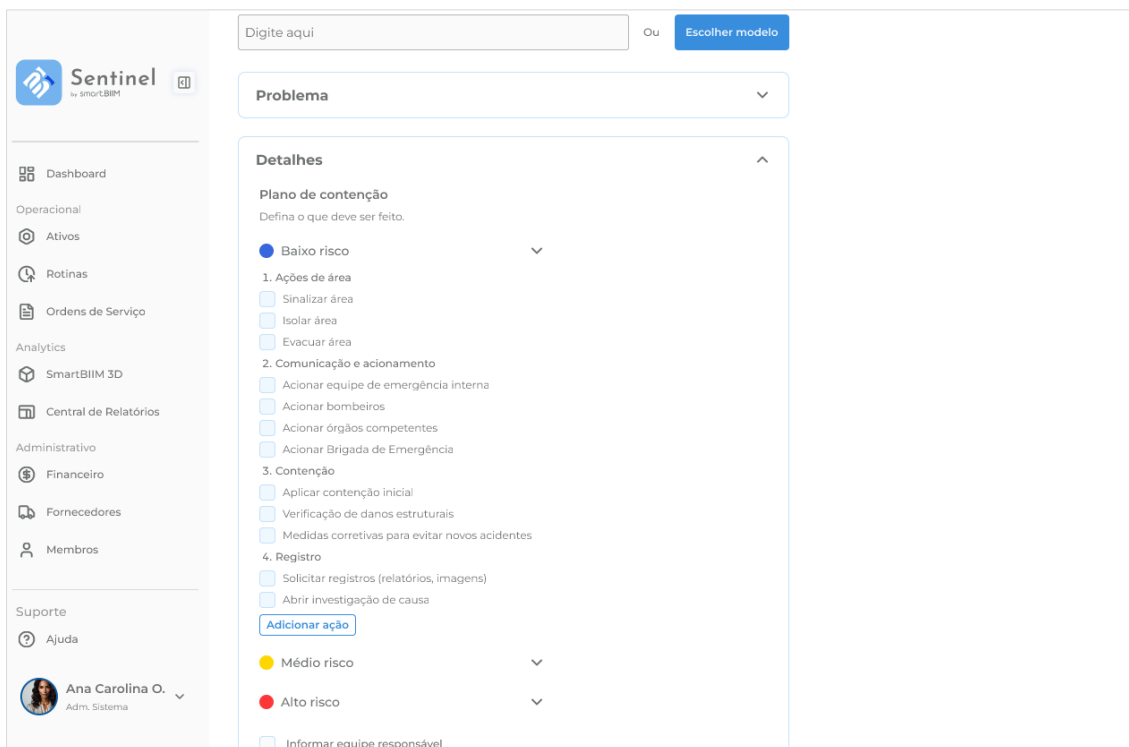 Digite aqui
Ou
Escolher modelo
Sentinel
by smartBIIM
Dashboard
Operacional
Ativos
Rotinas
Ordens de Serviço
Analytics
SmartBIIM 3D
Central de Relatórios
Administrativo
Financeiro
Fornecedores
Membros
Suporte
Ajuda
Ana Carolina O.
Adm. Sistema
Problema
Detalhes
Plano de contenção
Defina o que deve ser feito.
Baixo risco
1. Ações de área
Sinalizar área
Isolar área
Evacuar área
2. Comunicação e acionamento
Acionar equipe de emergência interna
Acionar bombeiros
Acionar órgãos competentes
Acionar Brigada de Emergência
3. Contenção
Aplicar contenção inicial
Verificação de danos estruturais
Medidas corretivas para evitar novos acidentes
4. Registro
Solicitar registros (relatórios, imagens)
Abrir investigação de causa
Adicionar ação
Médio risco
Alto risco
Informar equipe responsável